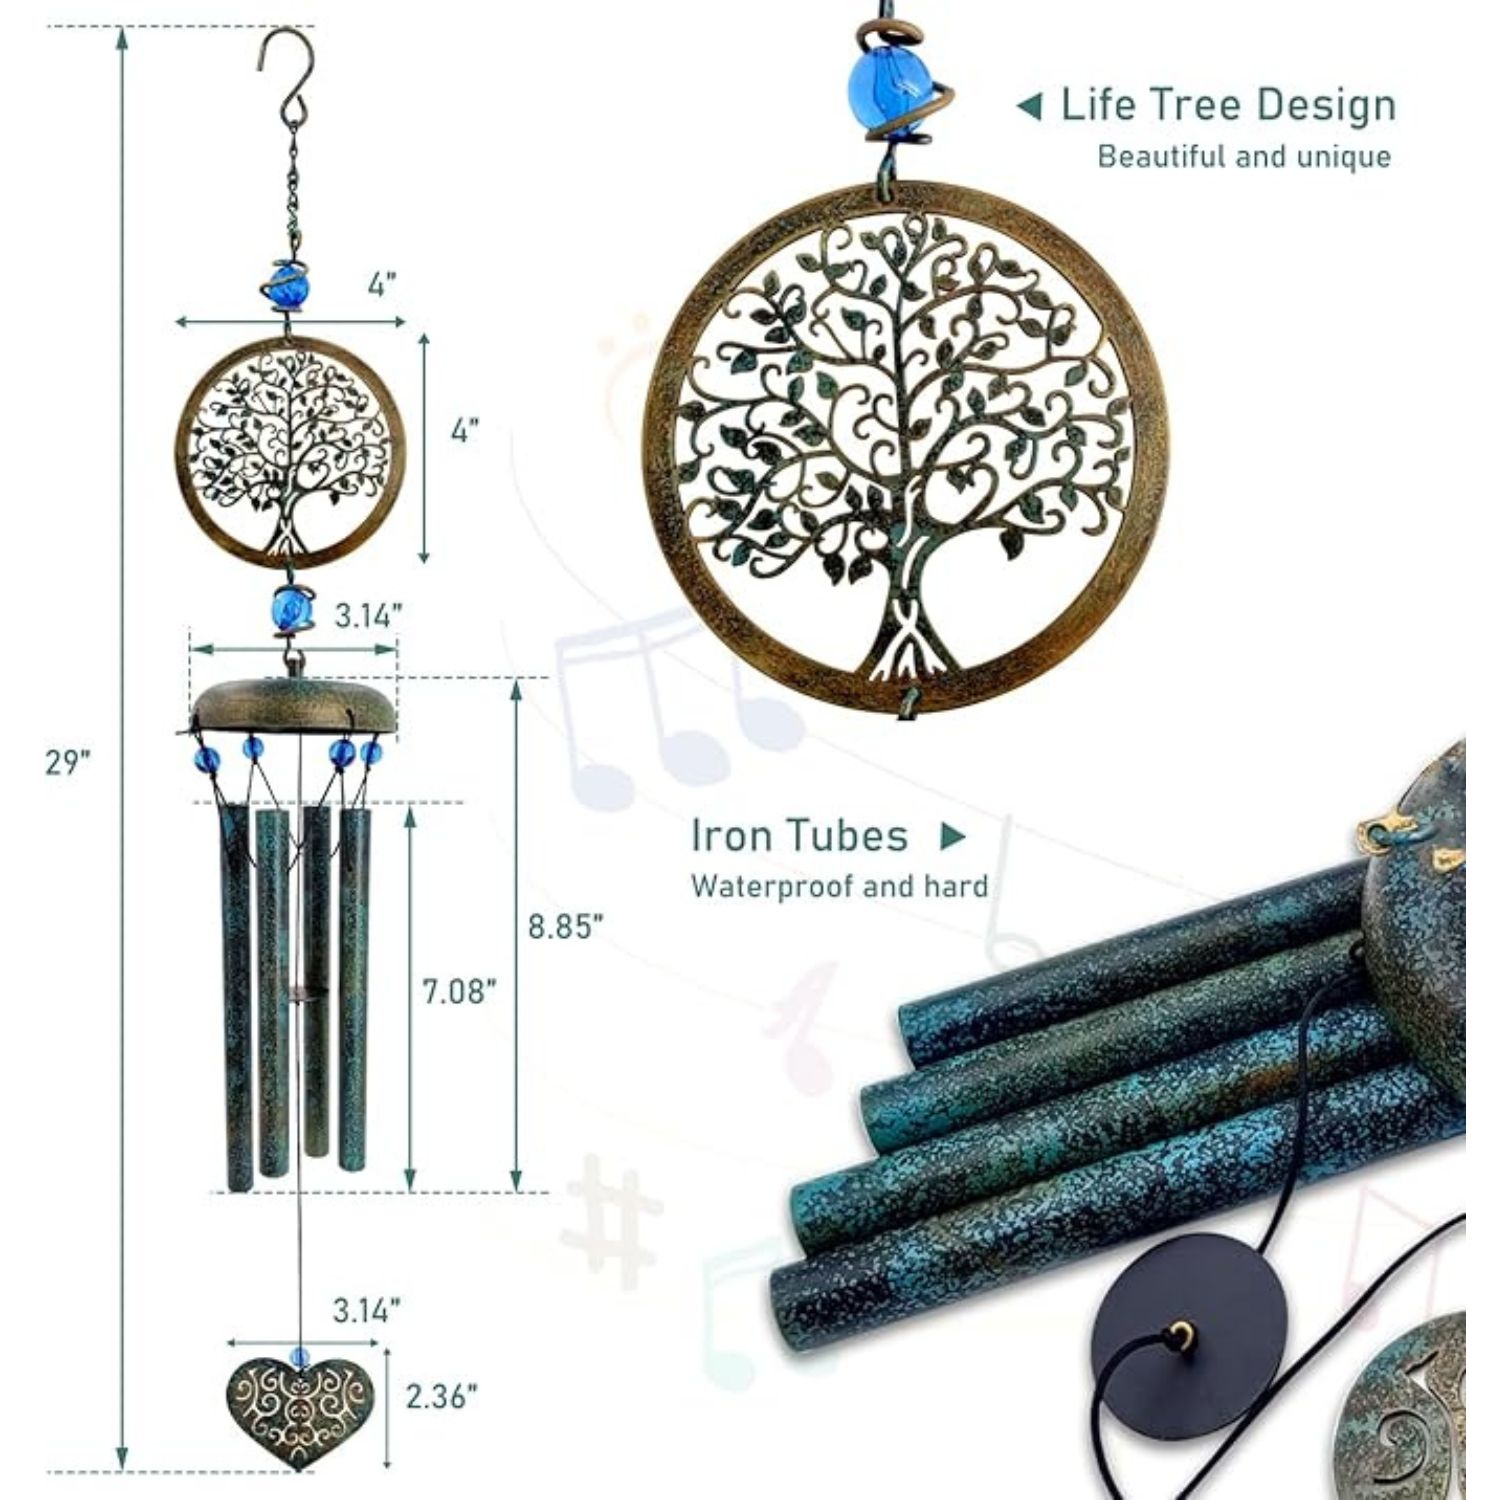 ◀ Life Tree Design
Beautiful and unique
4"
4"
3.14"
29"
Iron Tubes ▶
Waterproof and hard
8.85"
7.08"
3.14"
2.36"